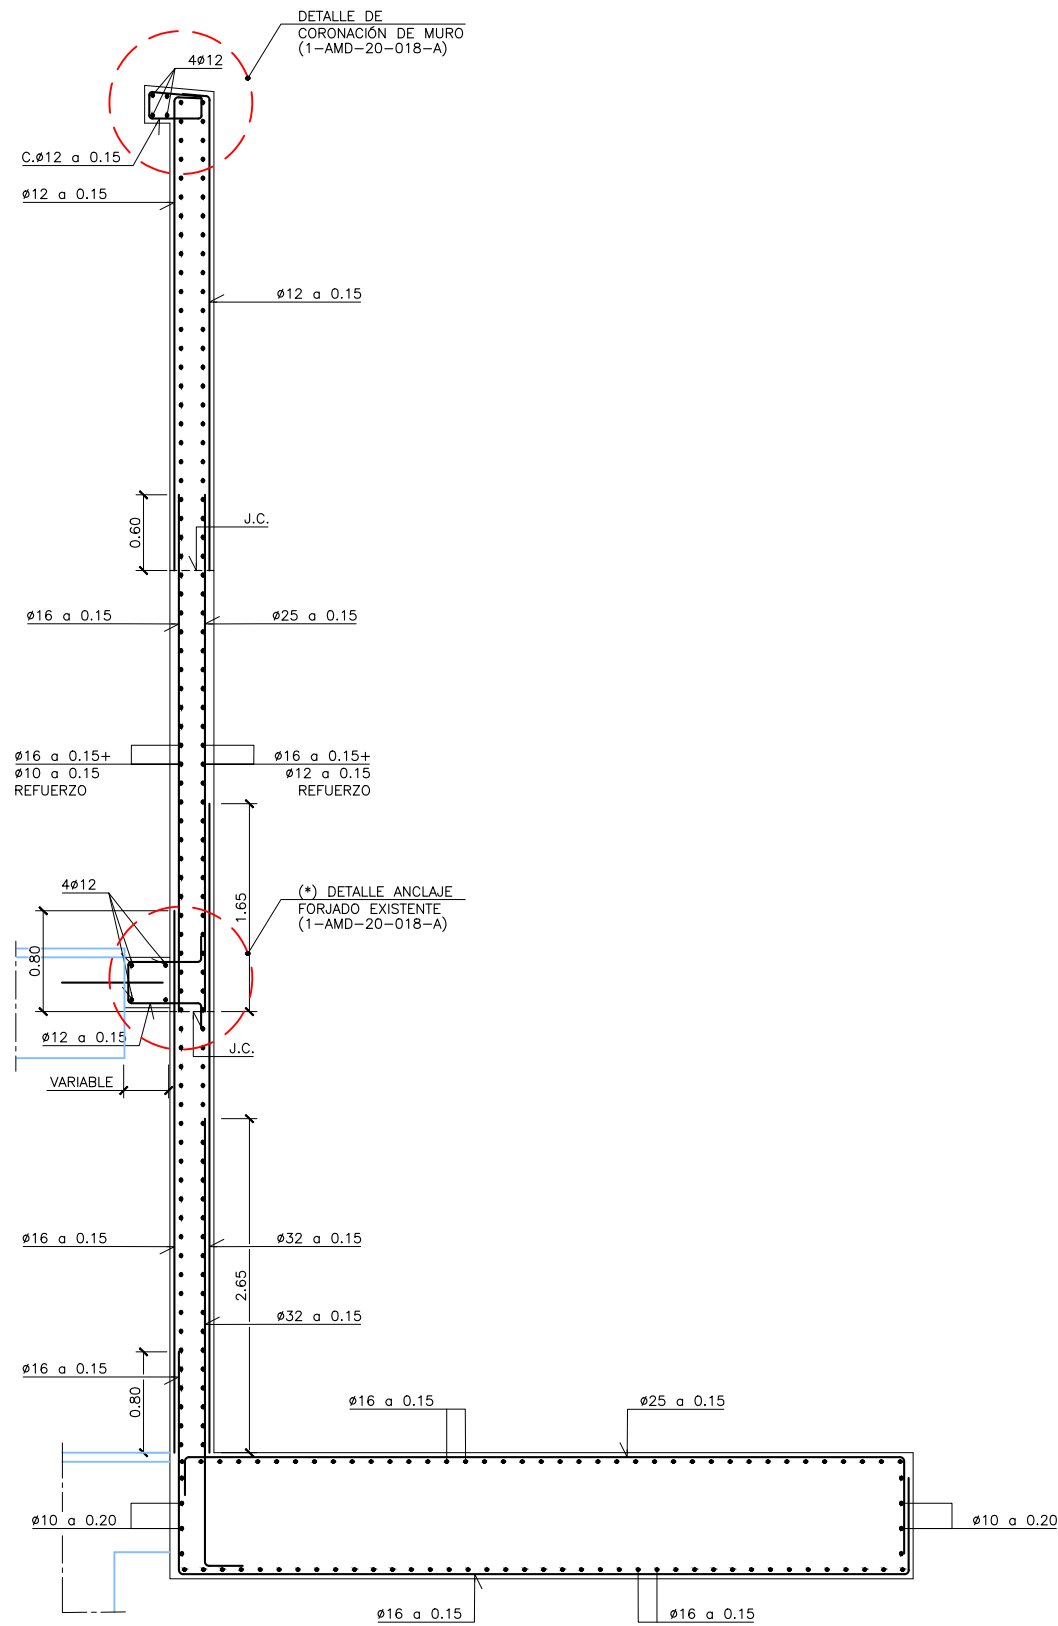 DETALLE DE
CORONACIÓN DE MURO
(1-AMD-20-018-A)
4ø12
C.ø12 a 0.15
ø12 a 0.15
ø12 a 0.15
0.60
J.C.
ø16 a 0.15
ø25 a 0.15
ø16 a 0.15+
ø10 a 0.15
REFUERZO
ø16 a 0.15+
ø12 a 0.15
REFUERZO
4ø12
1.65
(*) DETALLE ANCLAJE
FORJADO EXISTENTE
(1-AMD-20-018-A)
0.80
ø12 a 0.15
J.C.
VARIABLE
ø16 a 0.15
ø32 a 0.15
2.65
ø32 a 0.15
ø16 a 0.15
0.80
ø16 a 0.15
ø25 a 0.15
ø10 a 0.20
ø10 a 0.20
ø16 a 0.15
ø16 a 0.15